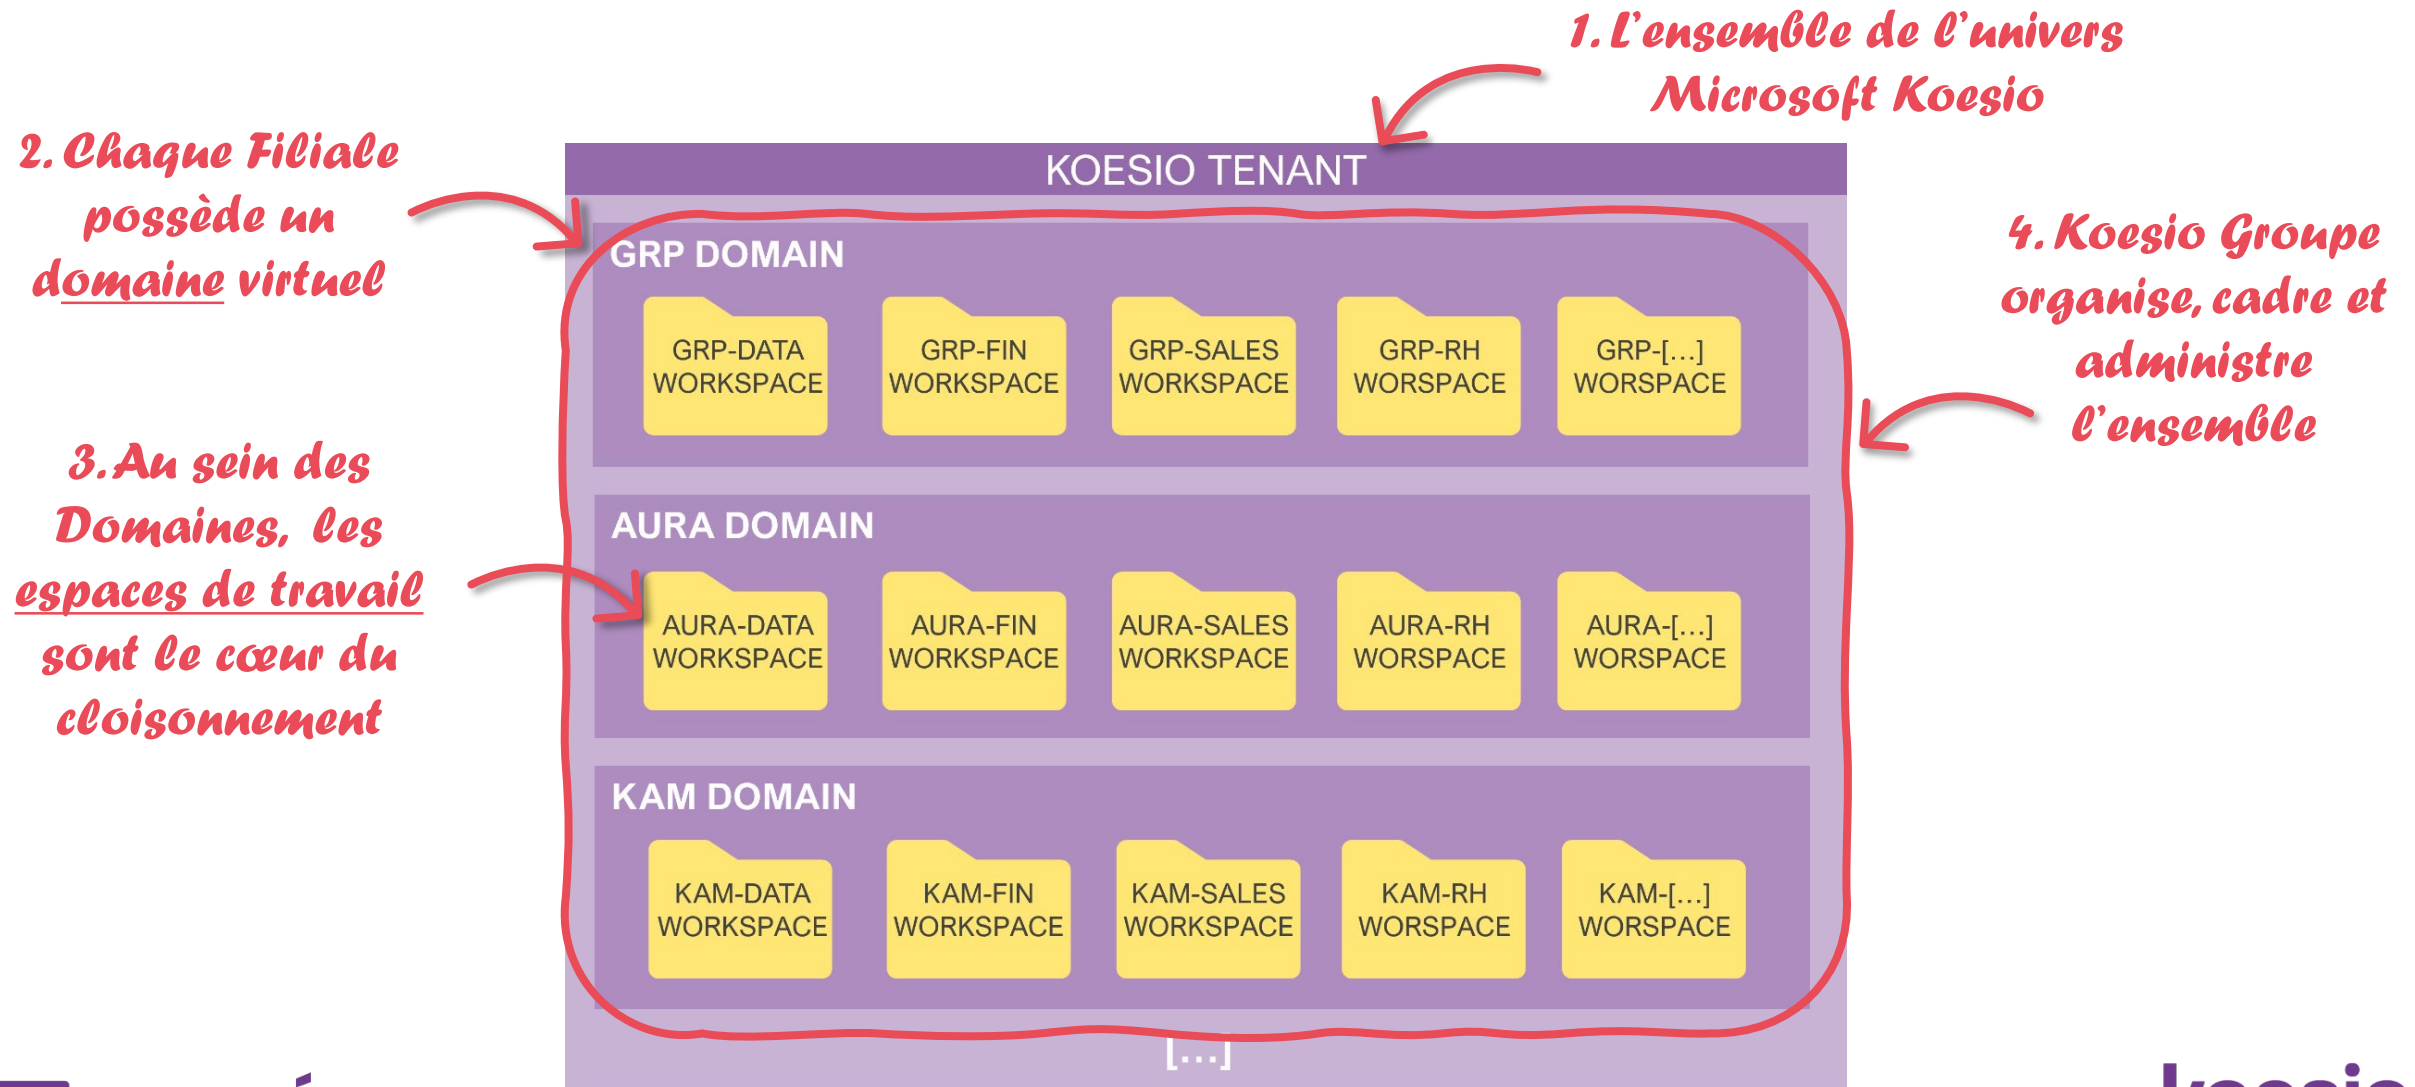 1. L'ensemble de l'univers
Microsoft Koesio
2. Chaque Filiale
possède un
domaine virtuel
3. Au sein des
Domaines, les
espaces de travail
sont le cœur du
cloisonnement
4. Koesio Groupe
organise, cadre et
administre
l'ensemble
KOESIO TENANT
GRP DOMAIN
GRP-DATA
WORKSPACE
GRP-FIN
WORKSPACE
GRP-SALES
WORKSPACE
GRP-RH
WORSPACE
GRP-[...]
WORSPACE
AURA DOMAIN
AURA-DATA
WORKSPACE
AURA-FIN
WORKSPACE
AURA-SALES
WORKSPACE
AURA-RH
WORSPACE
AURA-[...]
WORSPACE
KAM DOMAIN
KAM-DATA
WORKSPACE
KAM-FIN
WORKSPACE
KAM-SALES
WORKSPACE
KAM-RH
WORSPACE
KAM-[...]
WORSPACE
[...]